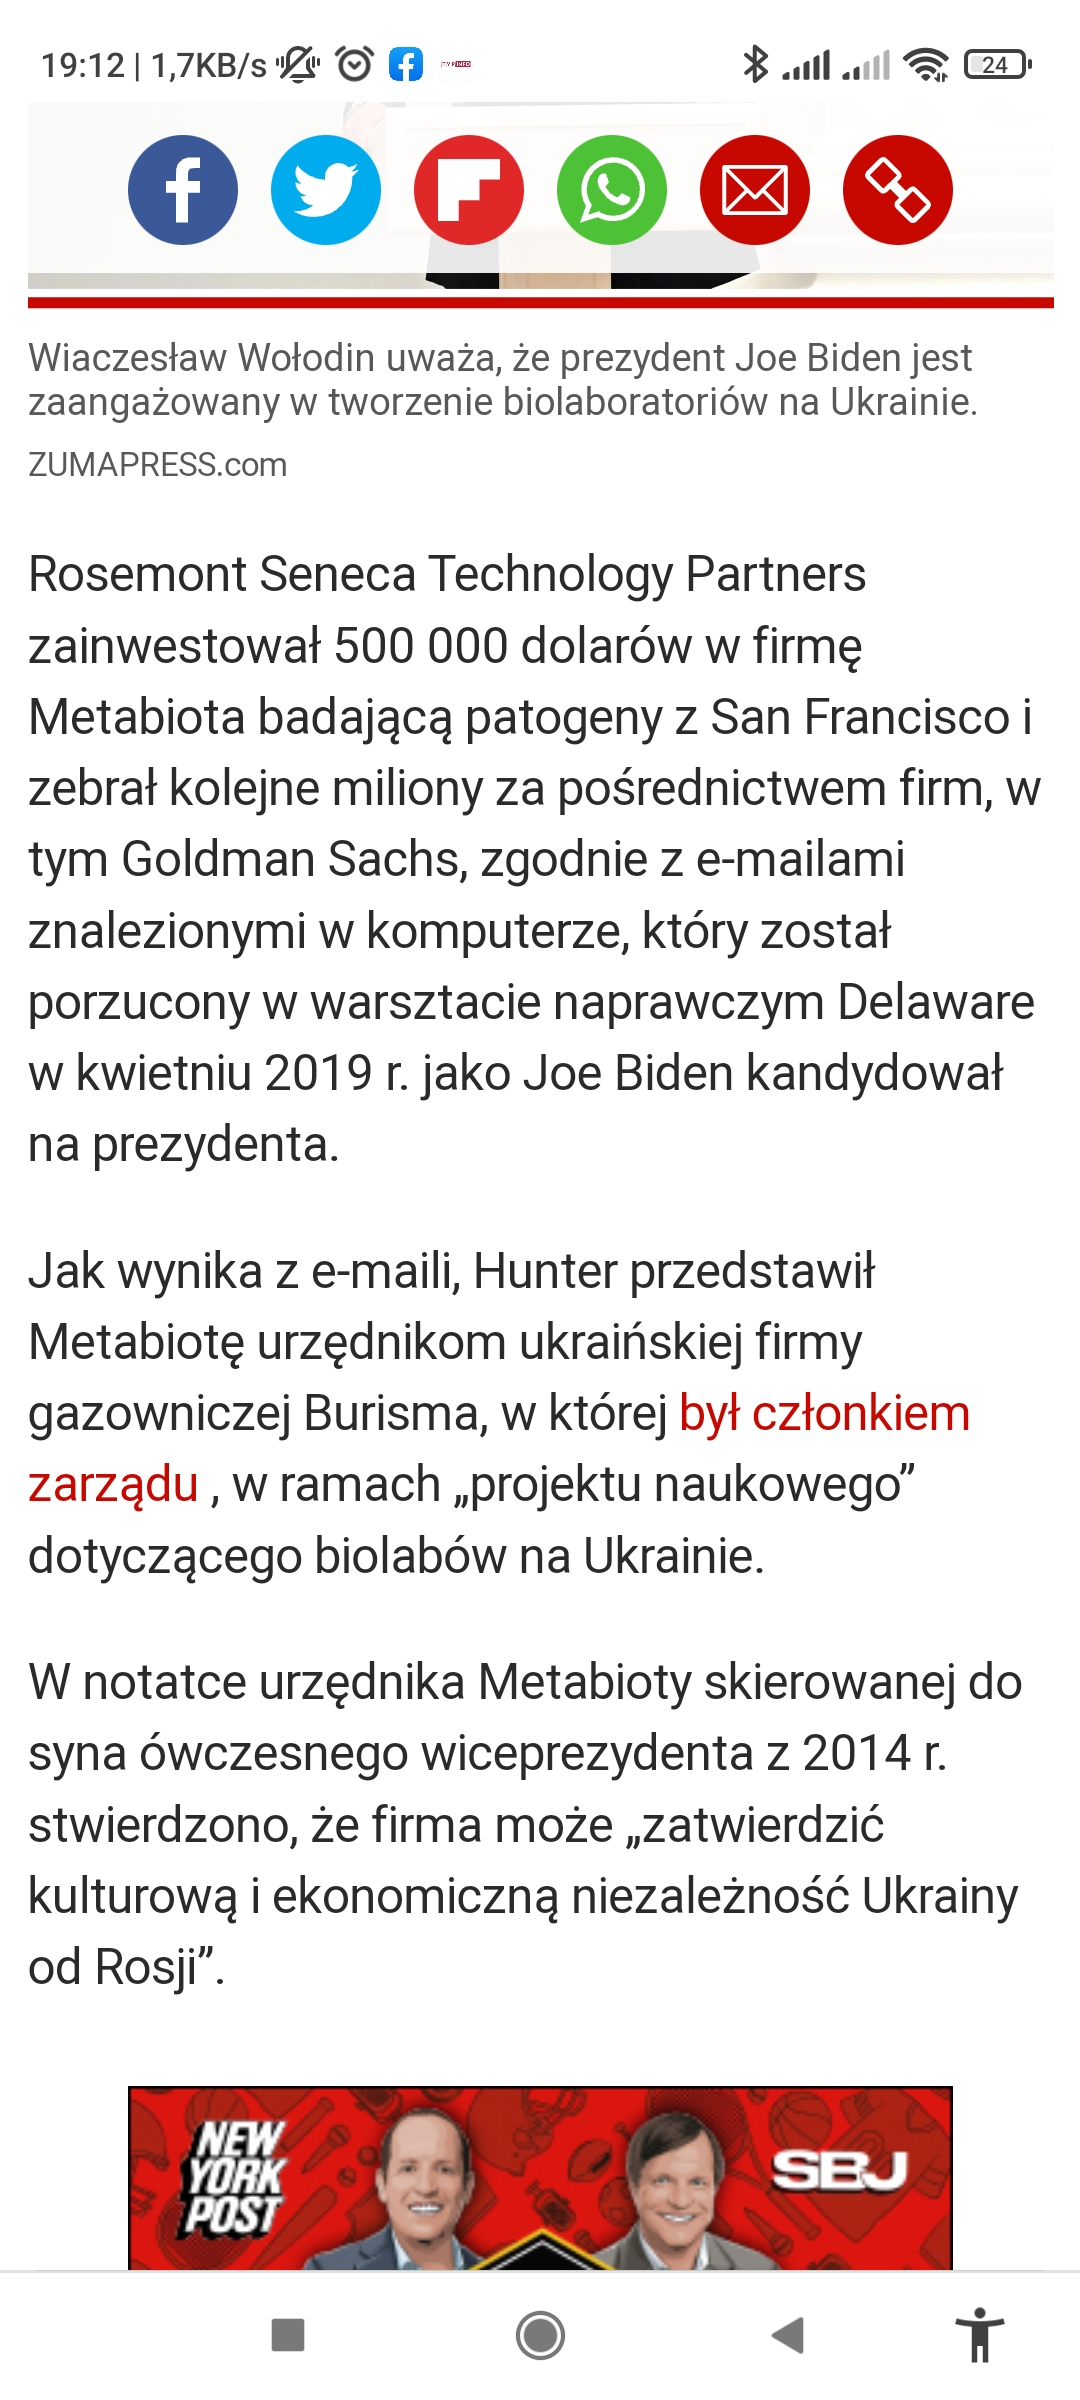 19:12 | 1,7KB/s
24
Wiaczesław Wołodin uważa, że prezydent Joe Biden jest
zaangażowany w tworzenie biolaboratoriów na Ukrainie.
ZUMAPRESS.com
Rosemont Seneca Technology Partners
zainwestował 500 000 dolarów w firmę
Metabiota badającą patogeny z San Francisco i
zebrał kolejne miliony za pośrednictwem firm, w
tym Goldman Sachs, zgodnie z e-mailami
znalezionymi w komputerze, który został
porzucony w warsztacie naprawczym Delaware
w kwietniu 2019 r. jako Joe Biden kandydował
na prezydenta.
Jak wynika z e-maili, Hunter przedstawił
Metabiotę urzędnikom ukraińskiej firmy
gazowniczej Burisma, w której był członkiem
zarządu , w ramach „projektu naukowego”
dotyczącego biolabów na Ukrainie.
W notatce urzędnika Metabioty skierowanej do
syna ówczesnego wiceprezydenta z 2014 r.
stwierdzono, że firma może „zatwierdzić
kulturową i ekonomiczną niezależność Ukrainy
od Rosji”.
NEW
YORK
POST
SBJ